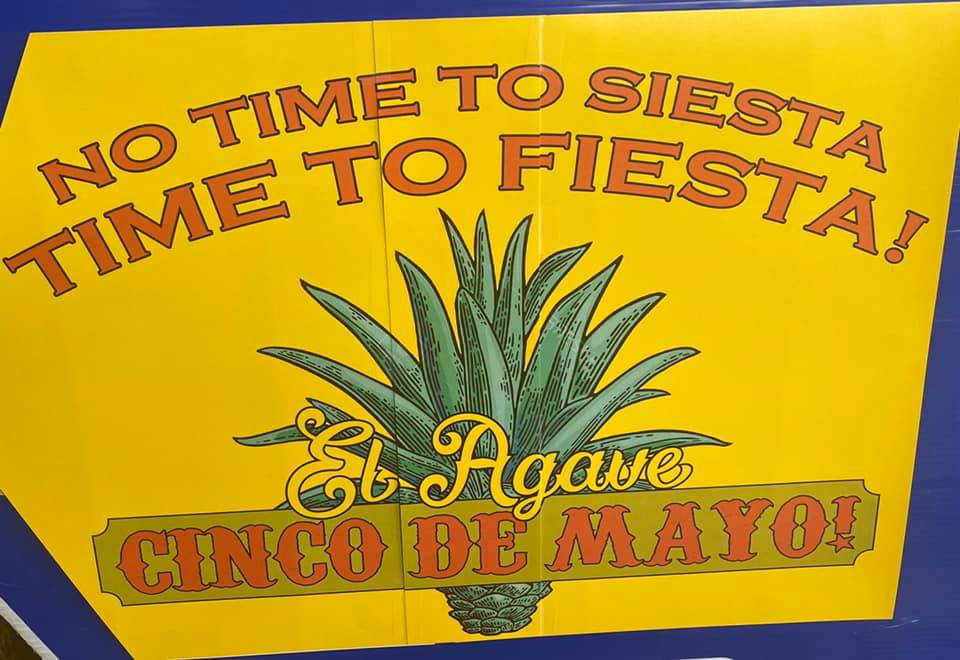 NO TIME TO SIESTA
TIME TO FIESTA!
El Agave
CINCO DE MAYO!